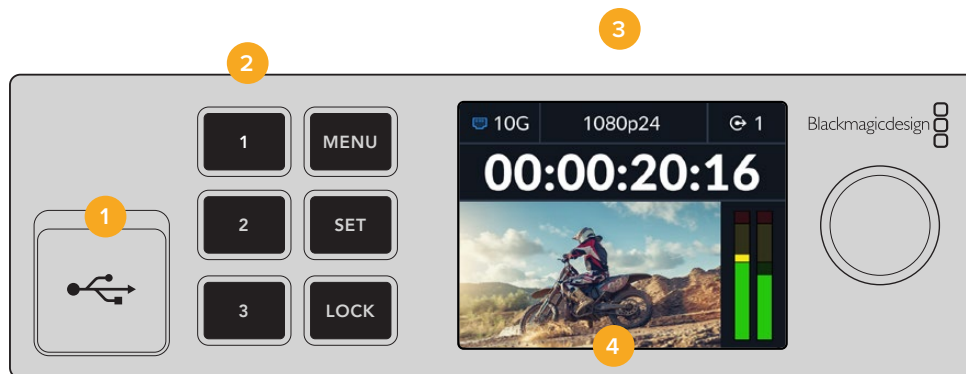 3
2
10G 1080p24 1
Blackmagicdesign
1 MENU
00:00:20:16
1
2 SET
3 LOCK
4